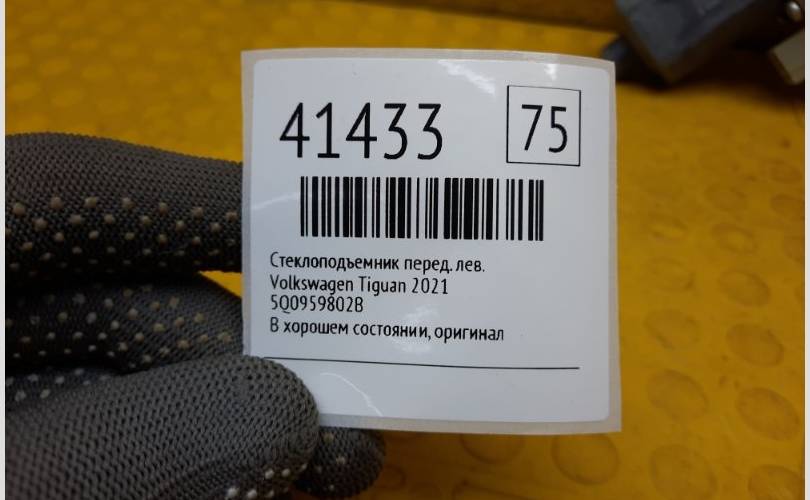 41433
75
Стеклоподъемник перед. лев.
Volkswagen Tiguan 2021
5Q0959802B
В хорошем состоянии, оригинал